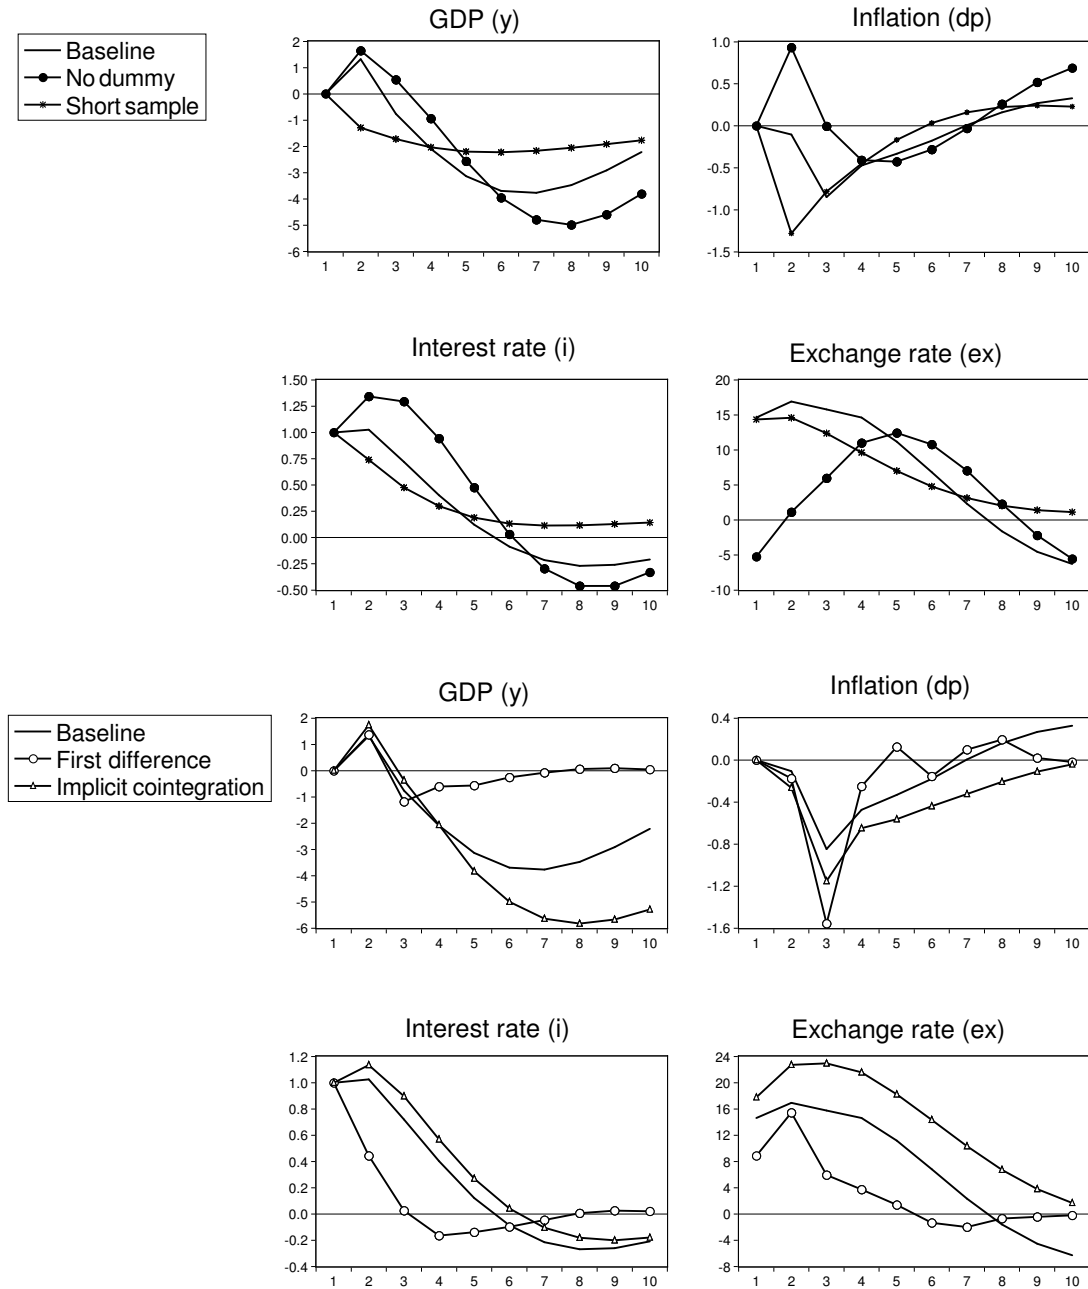 GDP (y)
Inflation (dp)
Baseline
No dummy
Short sample
2
1
0
-1
-2
-3
-4
-5
-6
1 2 3 4 5 6 7 8 9 10
1.0
0.5
0.0
-0.5
-1.0
-1.5
1 2 3 4 5 6 7 8 9 10
Interest rate (i)
Exchange rate (ex)
1.50
1.25
1.00
0.75
0.50
0.25
0.00
-0.25
-0.50
1 2 3 4 5 6 7 8 9 10
20
15
10
5
0
-5
-10
1 2 3 4 5 6 7 8 9 10
GDP (y)
Inflation (dp)
Baseline
First difference
Implicit cointegration
2
1
0
-1
-2
-3
-4
-5
-6
1 2 3 4 5 6 7 8 9 10
0.4
0.0
-0.4
-0.8
-1.2
-1.6
1 2 3 4 5 6 7 8 9 10
Interest rate (i)
Exchange rate (ex)
1.2
1.0
0.8
0.6
0.4
0.2
0.0
-0.2
-0.4
1 2 3 4 5 6 7 8 9 10
24
20
16
12
8
4
0
-4
-8
1 2 3 4 5 6 7 8 9 10